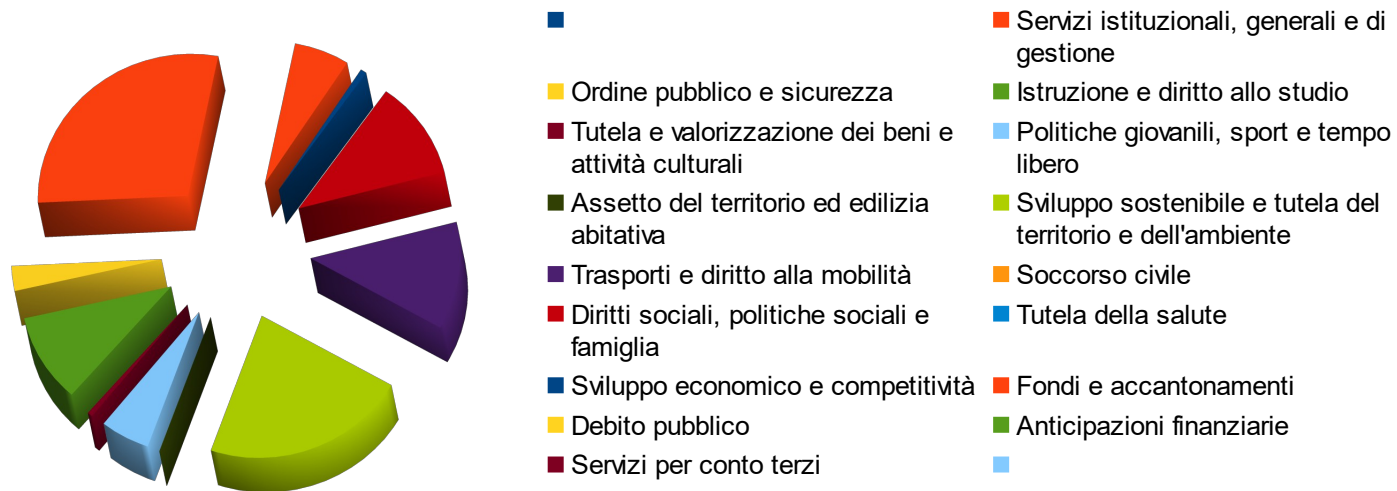 Servizi istituzionali, generali e di
gestione
Ordine pubblico e sicurezza
Istruzione e diritto allo studio
Tutela e valorizzazione dei beni e
attività culturali
Politiche giovanili, sport e tempo
libero
Assetto del territorio ed edilizia
abitativa
Sviluppo sostenibile e tutela del
territorio e dell'ambiente
Trasporti e diritto alla mobilità
Soccorso civile
Diritti sociali, politiche sociali e
famiglia
Tutela della salute
Sviluppo economico e competitività
Fondi e accantonamenti
Debito pubblico
Anticipazioni finanziarie
Servizi per conto terzi